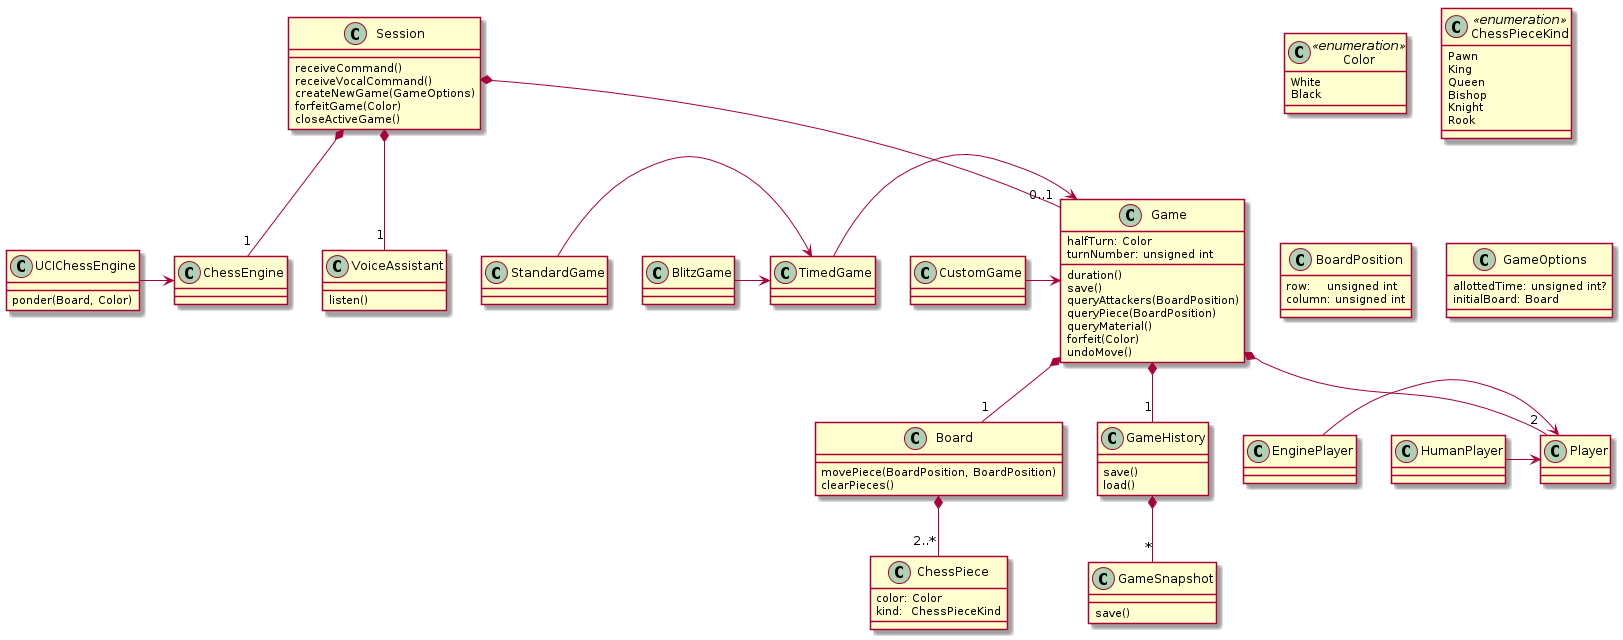 C Session
receiveCommand()
receiveVocalCommand()
createNewGame(GameOptions)
forfeitGame(Color)
closeActiveGame()
C «enumeration»
Color
White
Black
C «enumeration»
ChessPieceKind
Pawn
King
Queen
Bishop
Knight
Rook
1
1
0..1
C UCIChessEngine
ponder(Board, Color)
C ChessEngine
C VoiceAssistant
listen()
C StandardGame
C BlitzGame
C TimedGame
C CustomGame
C Game
halfTurn: Color
turnNumber: unsigned int
duration()
save()
queryAttackers(BoardPosition)
queryPiece(BoardPosition)
queryMaterial()
forfeit(Color)
undoMove()
C BoardPosition
row: unsigned int
column: unsigned int
C GameOptions
allottedTime: unsigned int?
initialBoard: Board
1
1
2
C Board
movePiece(BoardPosition, BoardPosition)
clearPieces()
C GameHistory
save()
load()
C EnginePlayer
C HumanPlayer
C Player
2..*
*
C ChessPiece
color: Color
kind: ChessPieceKind
C GameSnapshot
save()